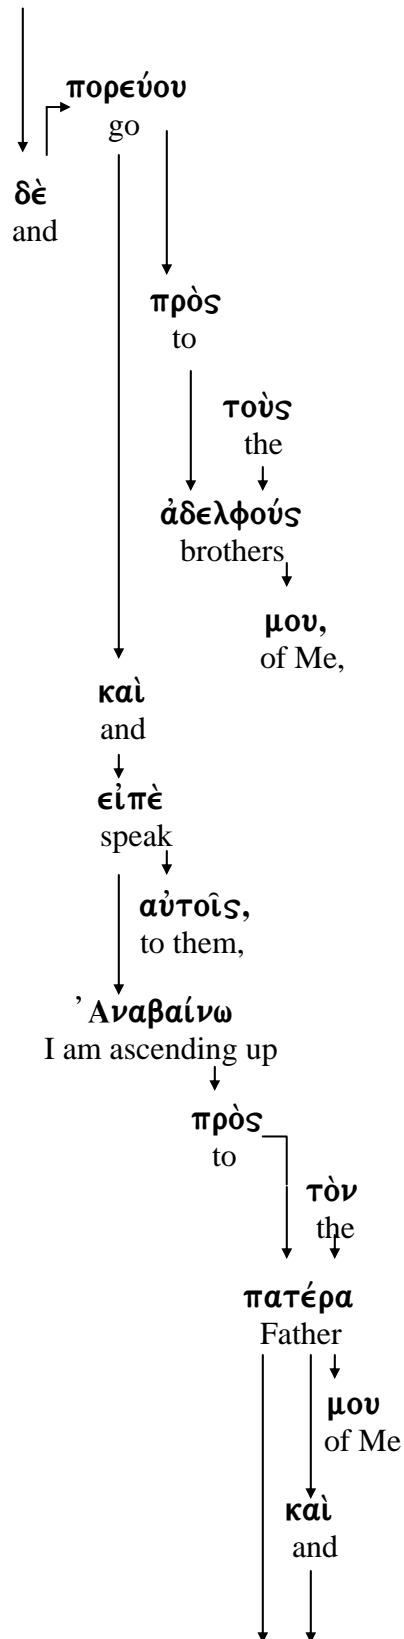 πορεύου
go
δὲ
and
πρὸς
to
τοὺς
the
ἀδελφούς
brothers
μου,
of Me,
καὶ
and
εἰπὲ
speak
αὐτοῖς,
to them,
᾿Αναβαίνω
I am ascending up
πρὸς
to
τὸν
the
πατέρα
Father
μου
of Me
καὶ
and